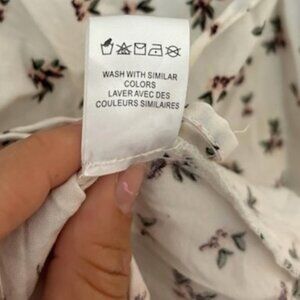 WASH WITH SIMILAR
COLORS
LAVER AVEC DES
COULEURS SIMILAIRES